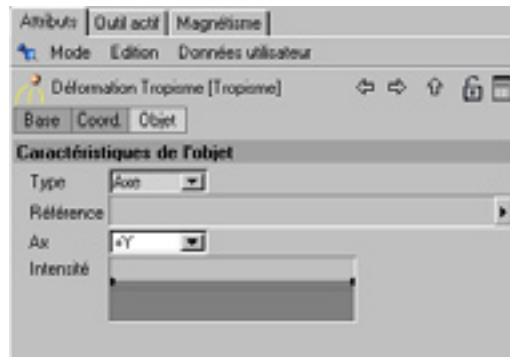 Attributs Outil actif Magnétisme
Mode Edition Données utilisateur
Déformation Tropisme [Tropisme]
Base Coord. Objet
Caractéristiques de l'objet
Type Axe
Référence
Ax +Y
Intensité